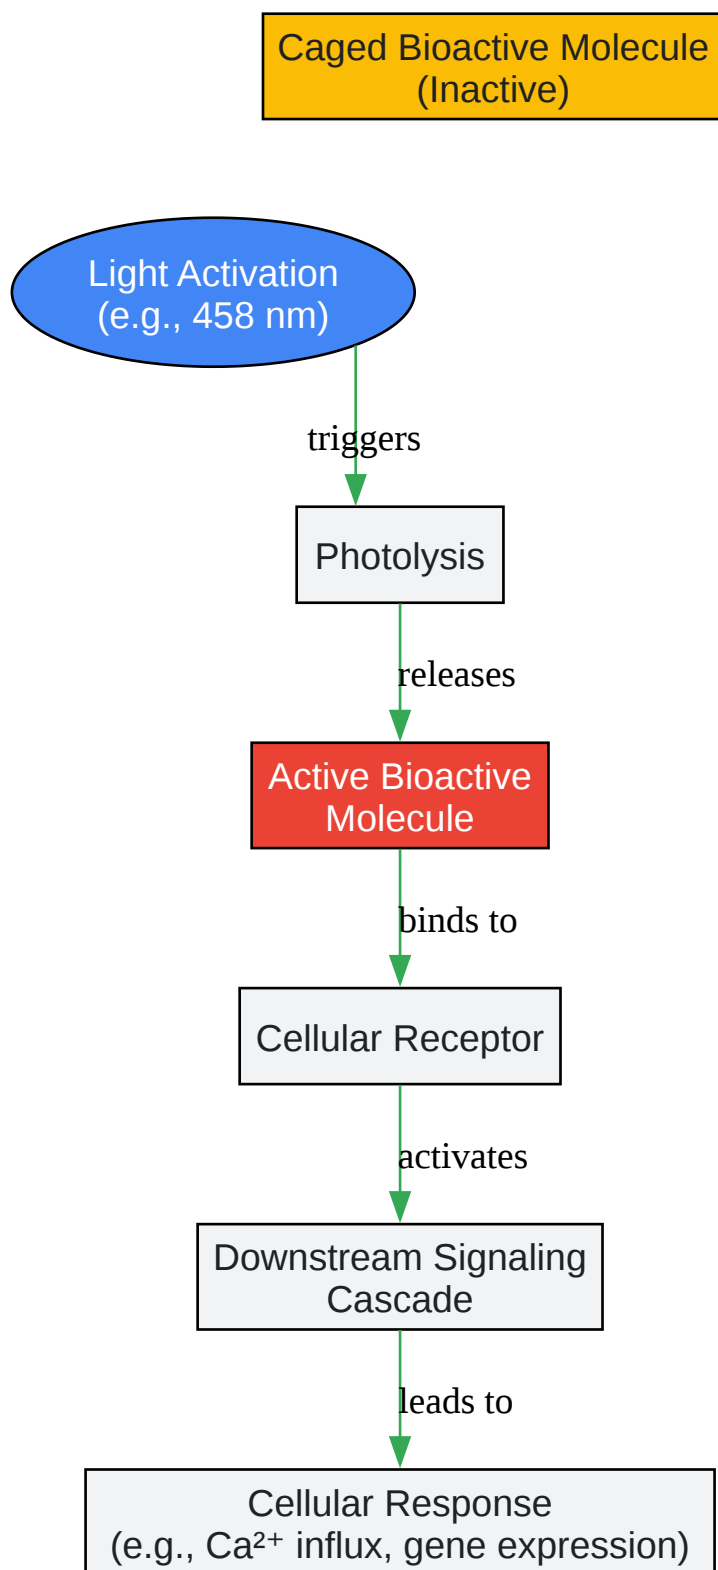 Caged Bioactive Molecule
(Inactive)
Light Activation
(e.g., 458 nm)
triggers
Photolysis
releases
Active Bioactive
Molecule
binds to
Cellular Receptor
activates
Downstream Signaling
Cascade
leads to
Cellular Response
(e.g., Ca²⁺ influx, gene expression)